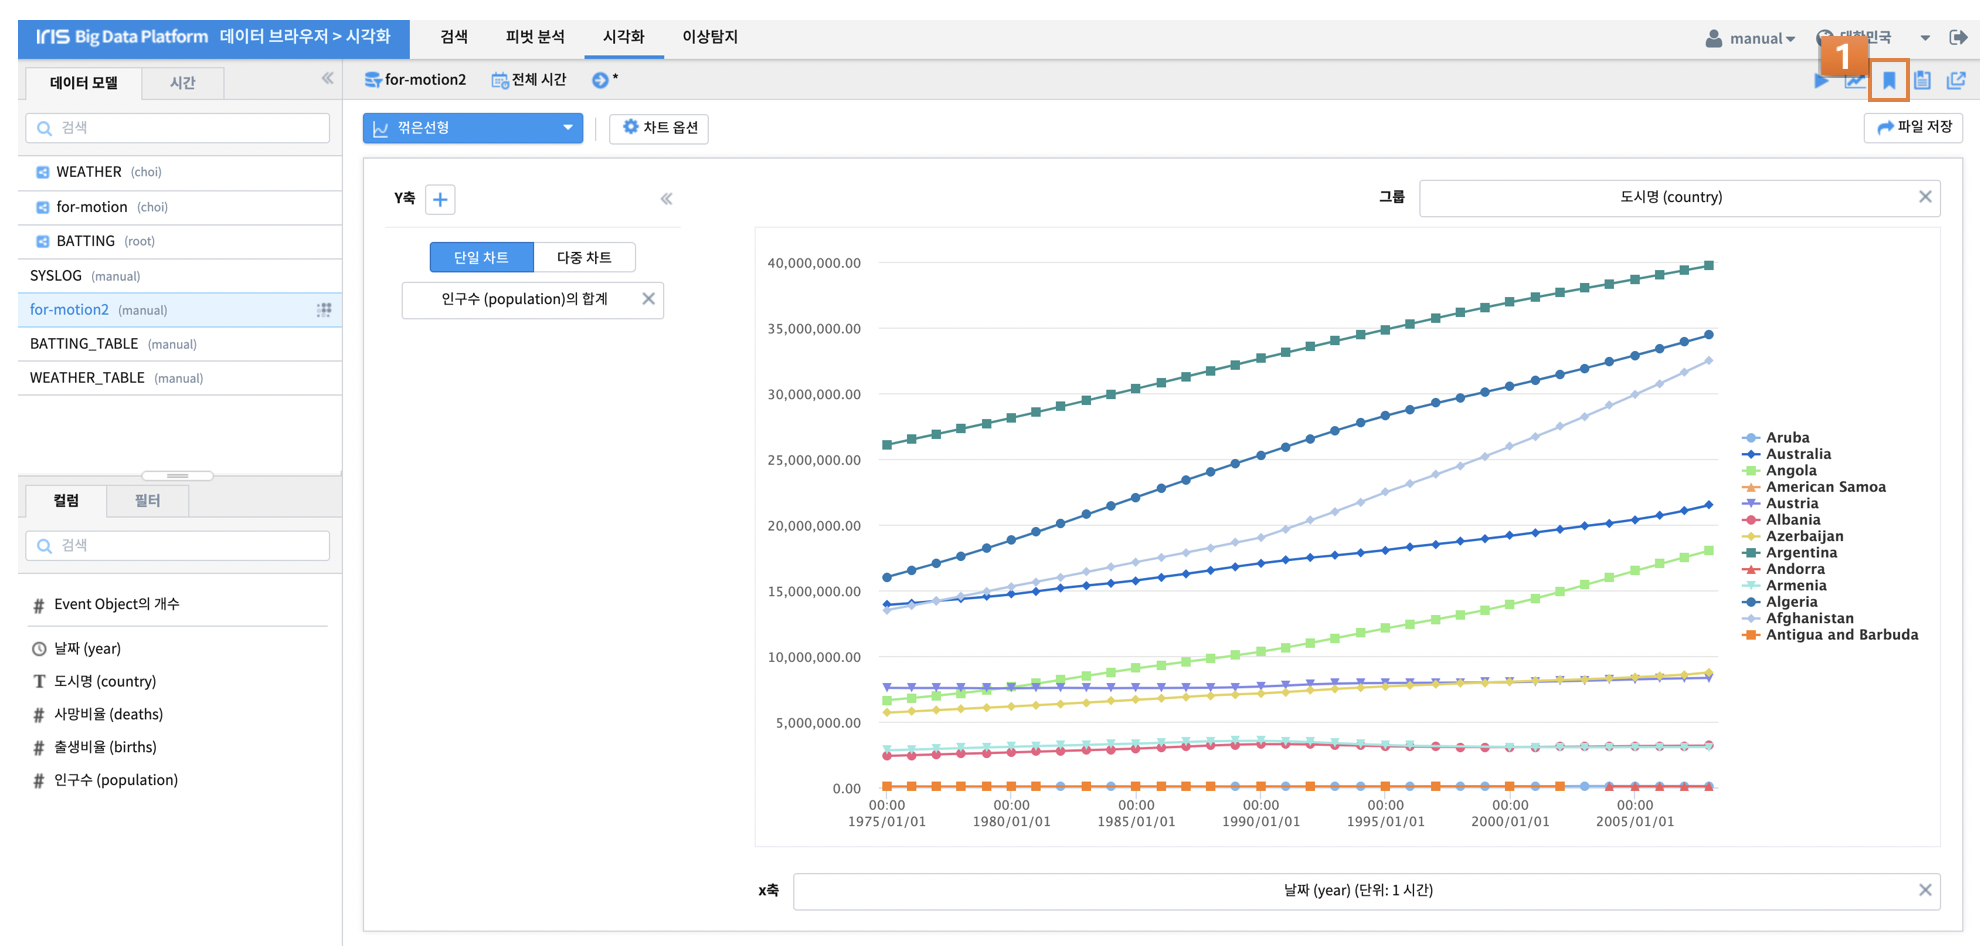 IRIS Big Data Platform 데이터 브라우저 > 시각화
검색 피벗 분석 시각화 이상탐지
manual 대한민국
1
데이터 모델 시간
for-motion2 전체 시간 *
검색
꺾은선형 차트 옵션 파일 저장
WEATHER (choi)
for-motion (choi)
BATTING (root)
SYSLOG (manual)
for-motion2 (manual)
BATTING_TABLE (manual)
WEATHER_TABLE (manual)
컬럼 필터
검색
# Event Object의 개수
날짜 (year)
T 도시명 (country)
# 사망비율 (deaths)
# 출생비율 (births)
# 인구수 (population)
Y축 +
단일 차트 다중 차트
인구수 (population)의 합계
그룹 도시명 (country)
40,000,000.00
35,000,000.00
30,000,000.00
25,000,000.00
20,000,000.00
15,000,000.00
10,000,000.00
5,000,000.00
0.00
00:00 00:00 00:00 00:00 00:00 00:00 00:00
1975/01/01 1980/01/01 1985/01/01 1990/01/01 1995/01/01 2000/01/01 2005/01/01
Aruba
Australia
Angola
American Samoa
Austria
Albania
Azerbaijan
Argentina
Andorra
Armenia
Algeria
Afghanistan
Antigua and Barbuda
x축 날짜 (year) (단위: 1 시간)